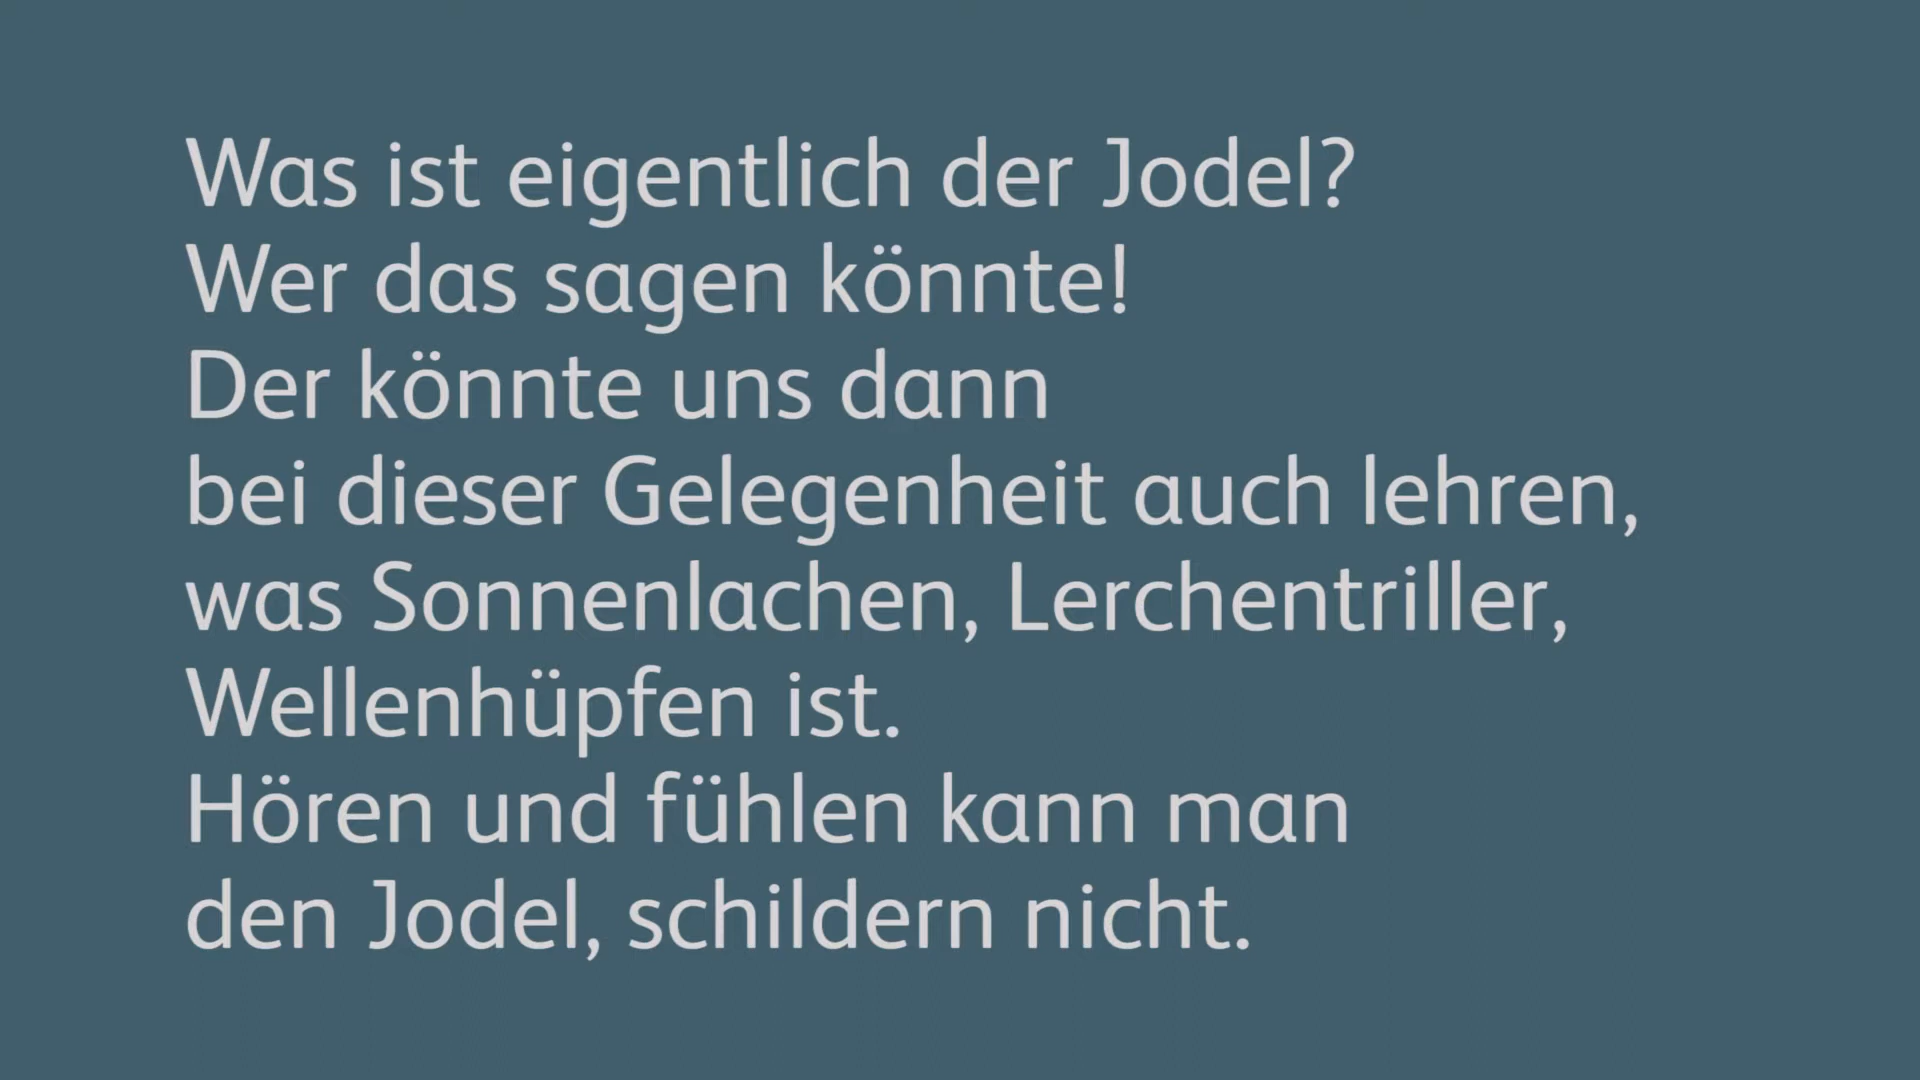 Was ist eigentlich der Jodel?
Wer das sagen könnte!
Der könnte uns dann
bei dieser Gelegenheit auch lehren,
was Sonnenlachen, Lerchentriller,
Wellenhüpfen ist.
Hören und fühlen kann man
den Jodel, schildern nicht.